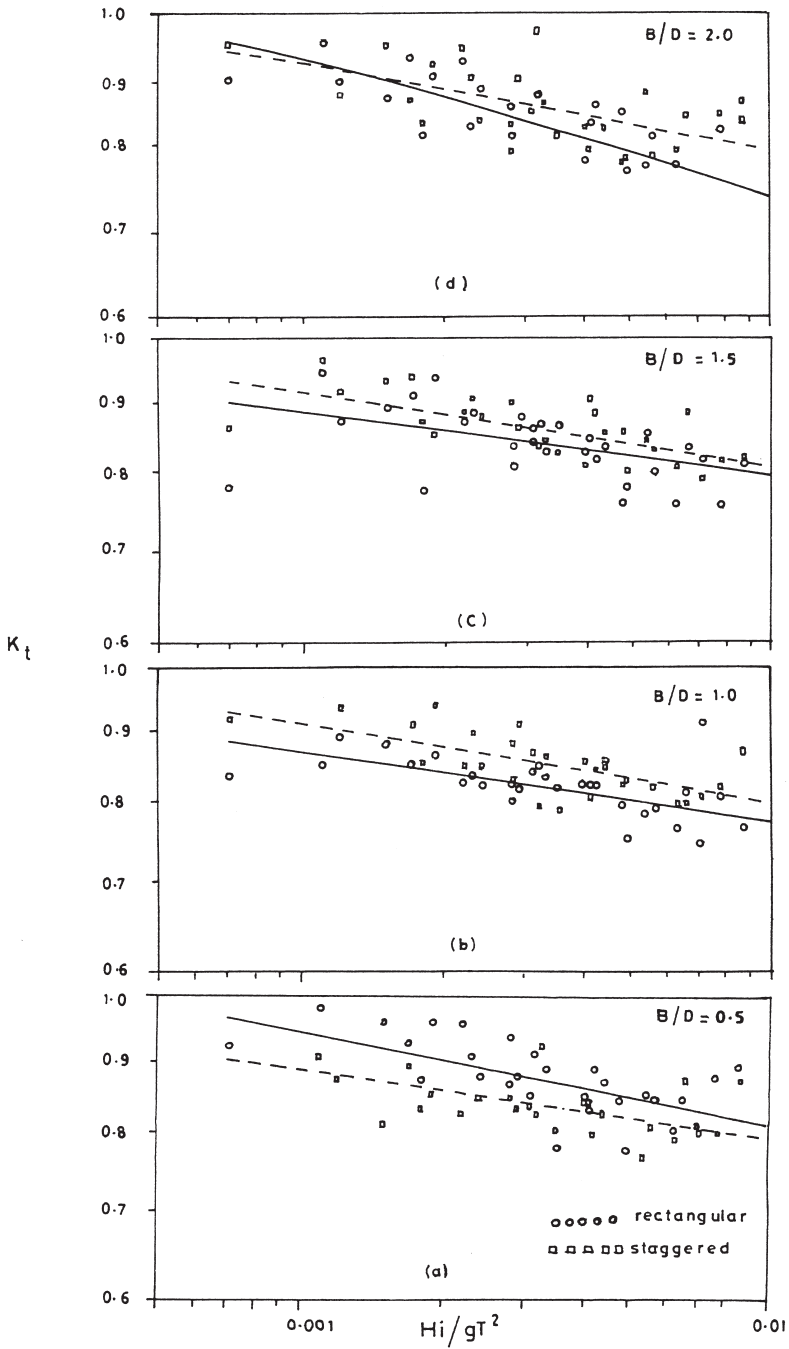 1.0
B/D = 2.0
0.9
0.8
0.7
(d)
0.6
1.0
B/D = 1.5
0.9
0.8
0.7
(C)
0.6
Kt
1.0
B/D = 1.0
0.9
0.8
0.7
(b)
0.6
1.0
B/D = 0.5
0.9
0.8
0.7
rectangular
staggered
(a)
0.6
0.001
Hi/gT²
0.01